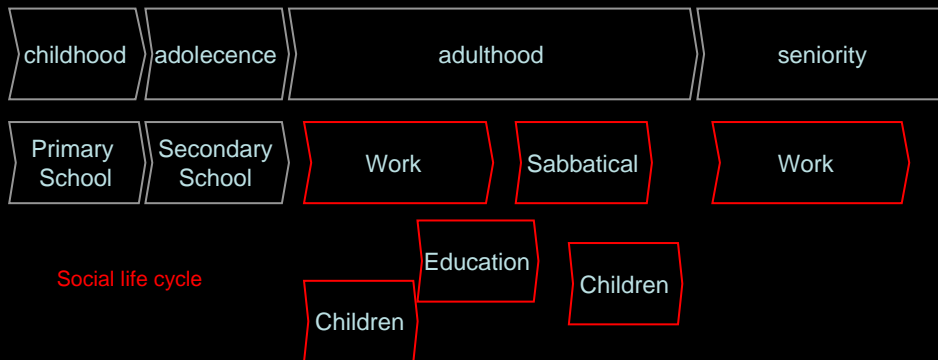 childhood
adolecence
adulthood
seniority
Primary
School
Secondary
School
Work
Sabbatical
Work
Education
Social life cycle
Children
Children